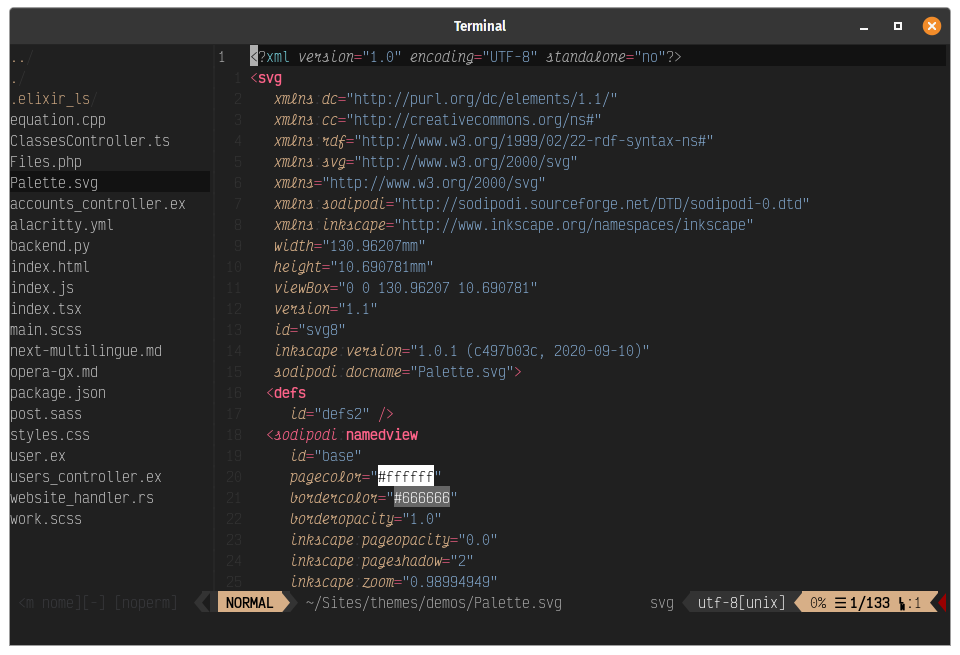 Terminal
../
./
.elixir_ls/
equation.cpp
ClassesController.ts
Files.php
Palette.svg
accounts_controller.ex
alacritty.yml
backend.py
index.html
index.js
index.tsx
main.scss
next-multilingue.md
opera-gx.md
package.json
post.sass
styles.css
user.ex
users_controller.ex
website_handler.rs
work.scss
<m nome][-] [noperm]
1 <?xml version="1.0" encoding="UTF-8" standalone="no"?>
1 <svg
2 xmlns:dc="http://purl.org/dc/elements/1.1/"
3 xmlns:cc="http://creativecommons.org/ns#"
4 xmlns:rdf="http://www.w3.org/1999/02/22-rdf-syntax-ns#"
5 xmlns:svg="http://www.w3.org/2000/svg"
6 xmlns="http://www.w3.org/2000/svg"
7 xmlns:sodipodi="http://sodipodi.sourceforge.net/DTD/sodipodi-0.dtd"
8 xmlns:inkscape="http://www.inkscape.org/namespaces/inkscape"
9 width="130.96207mm"
10 height="10.690781mm"
11 viewBox="0 0 130.96207 10.690781"
12 version="1.1"
13 id="svg8"
14 inkscape:version="1.0.1 (c497b03c, 2020-09-10)"
15 sodipodi:docname="Palette.svg">
16 <defs
17 id="defs2" />
18 <sodipodi:namedview
19 id="base"
20 pagecolor="#ffffff"
21 bordercolor="#666666"
22 borderopacity="1.0"
23 inkscape:pageopacity="0.0"
24 inkscape:pageshadow="2"
25 inkscape:zoom="0.98994949"
NORMAL ~/Sites/themes/demos/Palette.svg svg utf-8[unix] 0% ☰ 1/133 :1